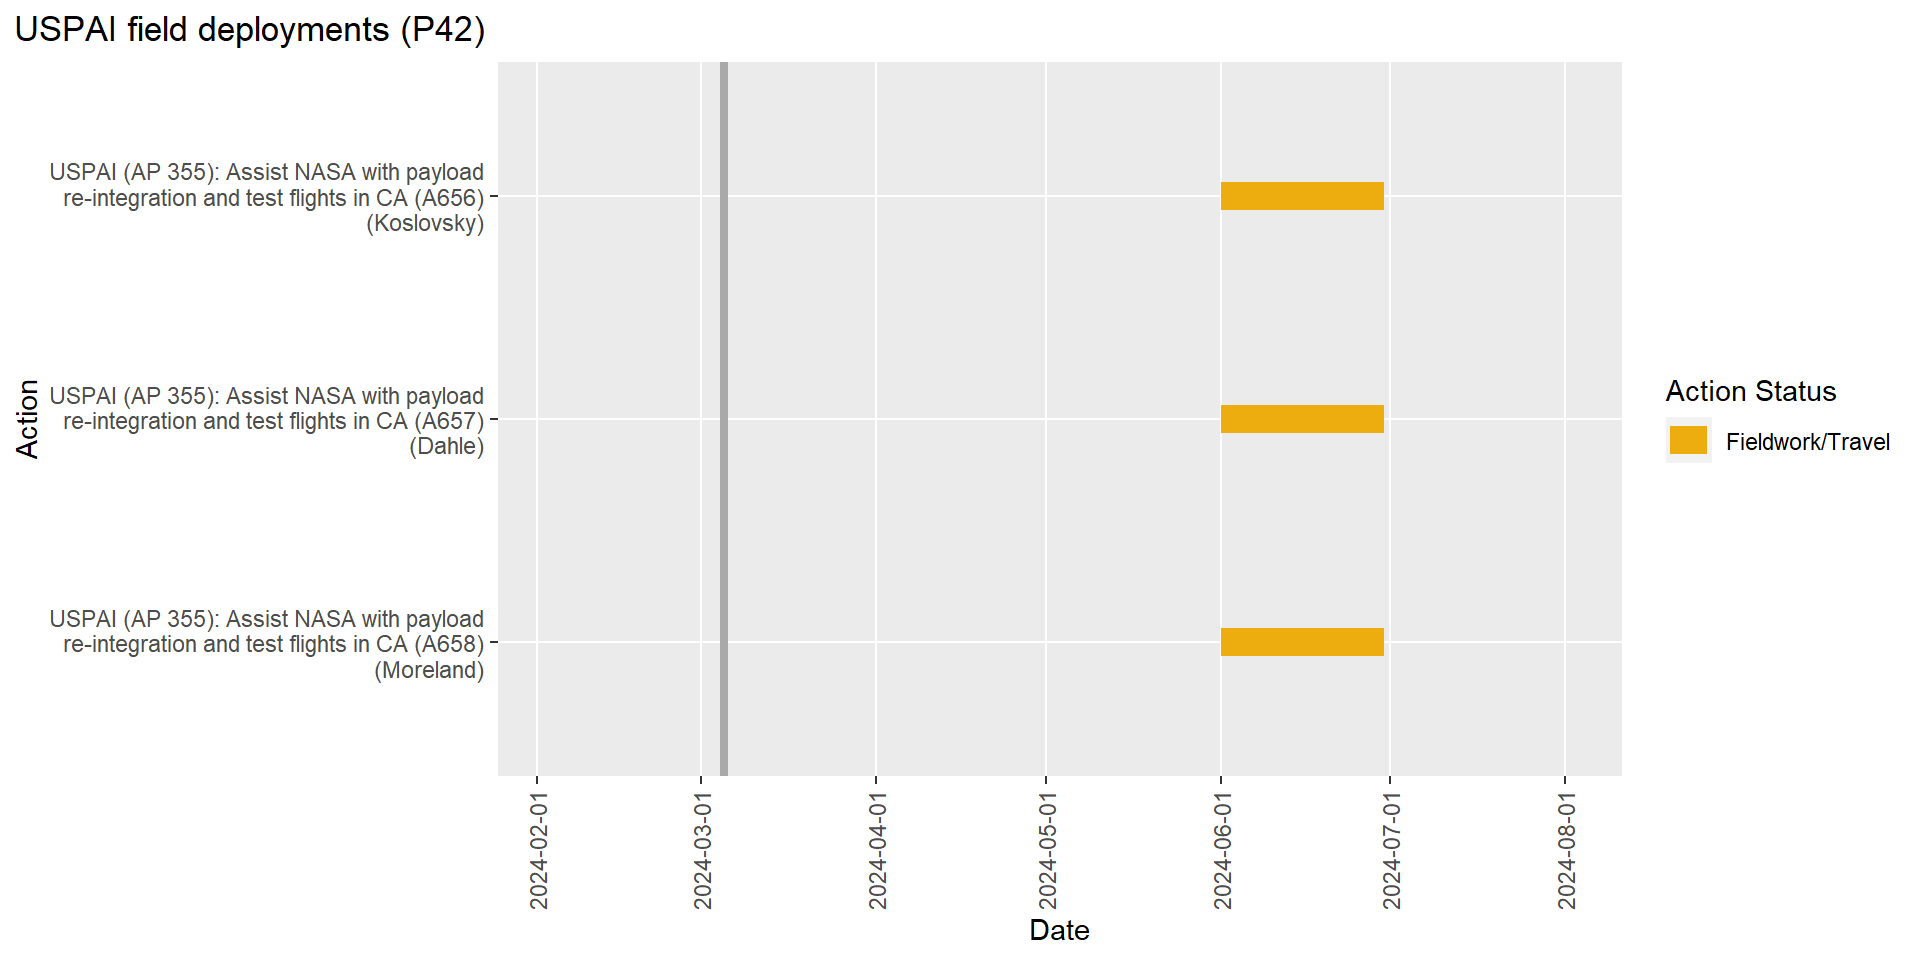 USPAI field deployments (P42)
USPAI (AP 355): Assist NASA with payload
re-integration and test flights in CA (A656)
(Koslovsky)
USPAI (AP 355): Assist NASA with payload
re-integration and test flights in CA (A657)
(Dahle)
USPAI (AP 355): Assist NASA with payload
re-integration and test flights in CA (A658)
(Moreland)
Action
2024-02-01
2024-03-01
2024-04-01
2024-05-01
2024-06-01
2024-07-01
2024-08-01
Date
Action Status
Fieldwork/Travel